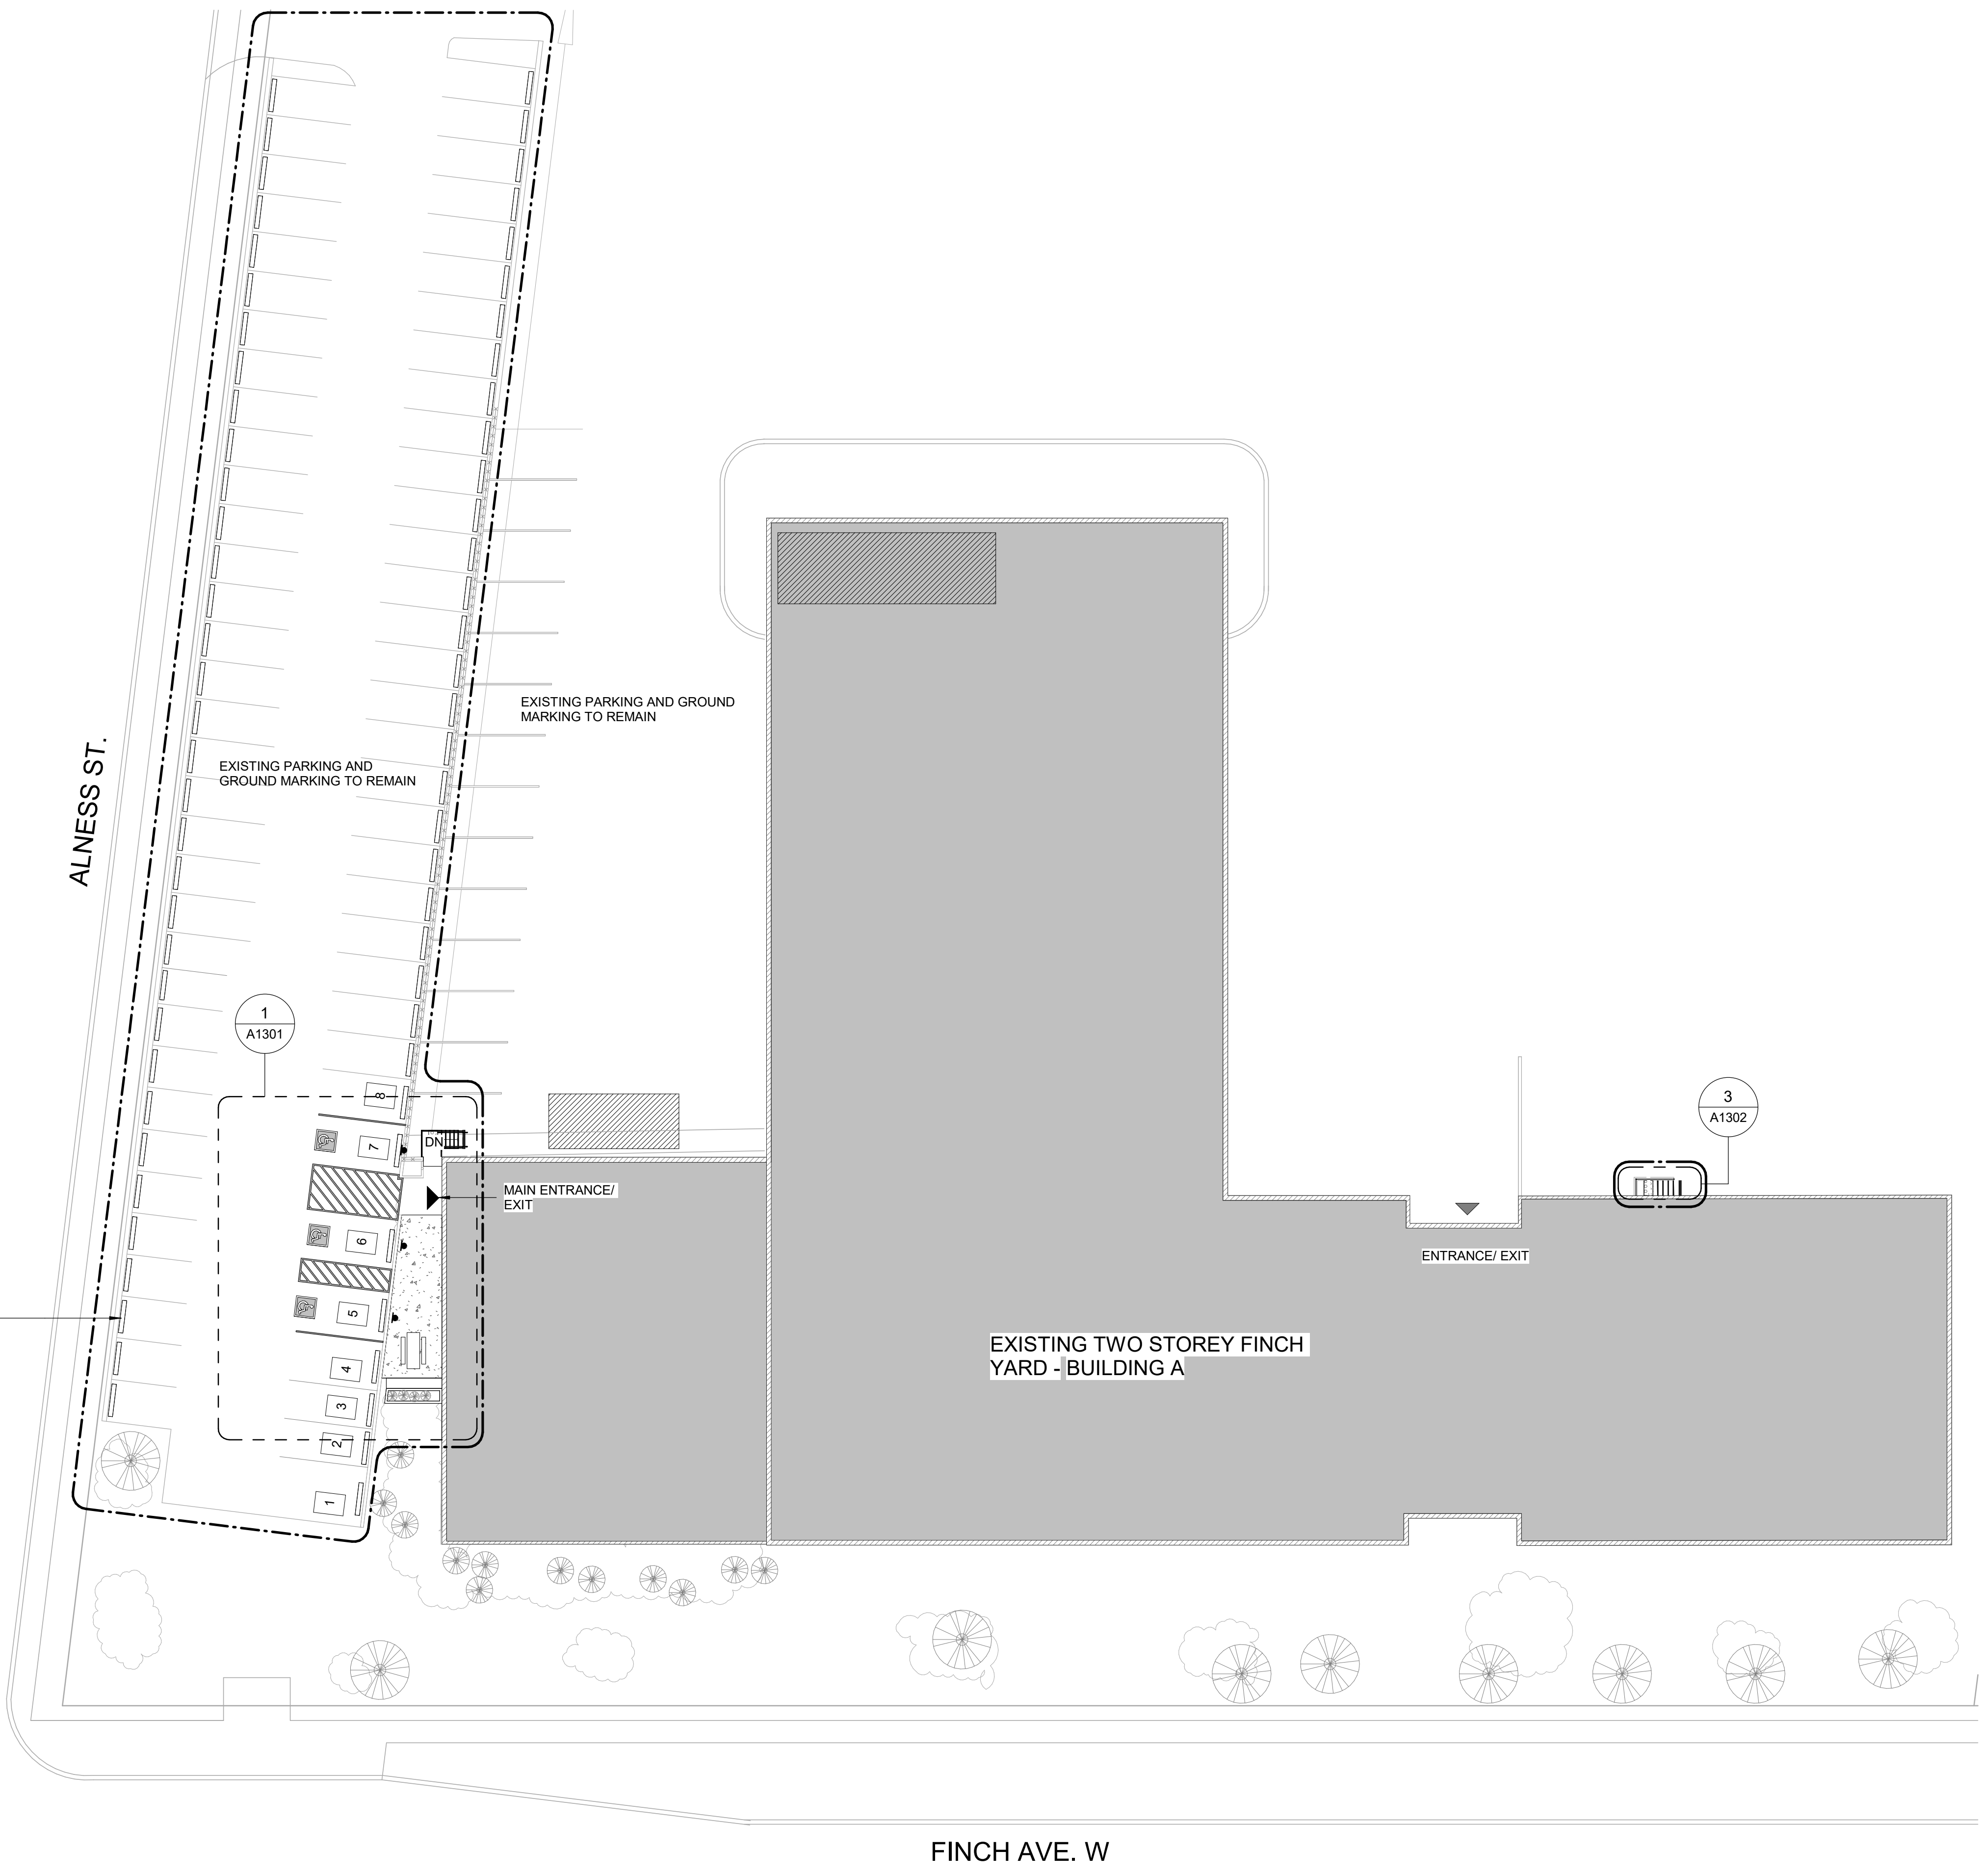 EXISTING PARKING AND GROUND
MARKING TO REMAIN
EXISTING PARKING AND
GROUND MARKING TO REMAIN
ALNESS ST.
1
A1301
3
A1302
8
7
DN
MAIN ENTRANCE/
EXIT
6
5
4
3
2
1
ENTRANCE/ EXIT
EXISTING TWO STOREY FINCH
YARD - BUILDING A
FINCH AVE. W